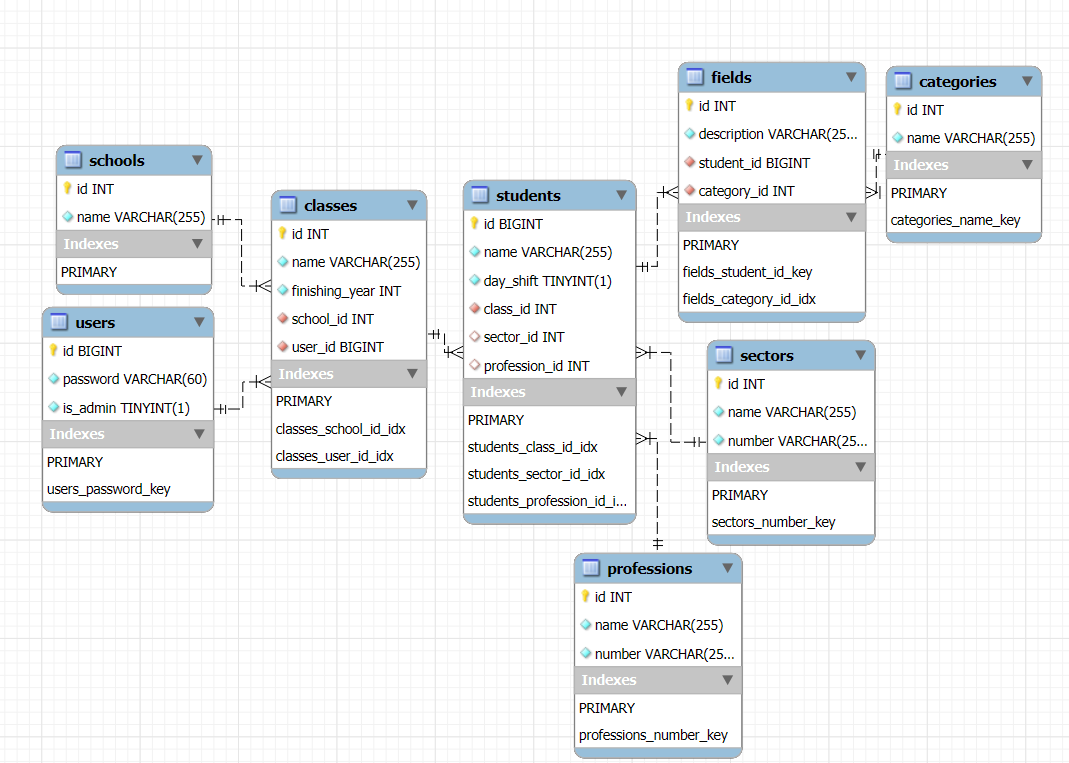 schools
id INT
name VARCHAR(255)
Indexes
PRIMARY
users
id BIGINT
password VARCHAR(60)
is_admin TINYINT(1)
Indexes
PRIMARY
users_password_key
classes
id INT
name VARCHAR(255)
finishing_year INT
school_id INT
user_id BIGINT
Indexes
PRIMARY
classes_school_id_idx
classes_user_id_idx
students
id BIGINT
name VARCHAR(255)
day_shift TINYINT(1)
class_id INT
sector_id INT
profession_id INT
Indexes
PRIMARY
students_class_id_idx
students_sector_id_idx
students_profession_id_i...
fields
id INT
description VARCHAR(25...
student_id BIGINT
category_id INT
Indexes
PRIMARY
fields_student_id_key
fields_category_id_idx
categories
id INT
name VARCHAR(255)
Indexes
PRIMARY
categories_name_key
sectors
id INT
name VARCHAR(255)
number VARCHAR(25...
Indexes
PRIMARY
sectors_number_key
professions
id INT
name VARCHAR(255)
number VARCHAR(25...
Indexes
PRIMARY
professions_number_key